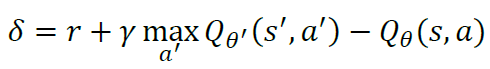 δ = r + γ max_{a′} Q_{θ′}(s′, a′) − Q_θ(s, a)